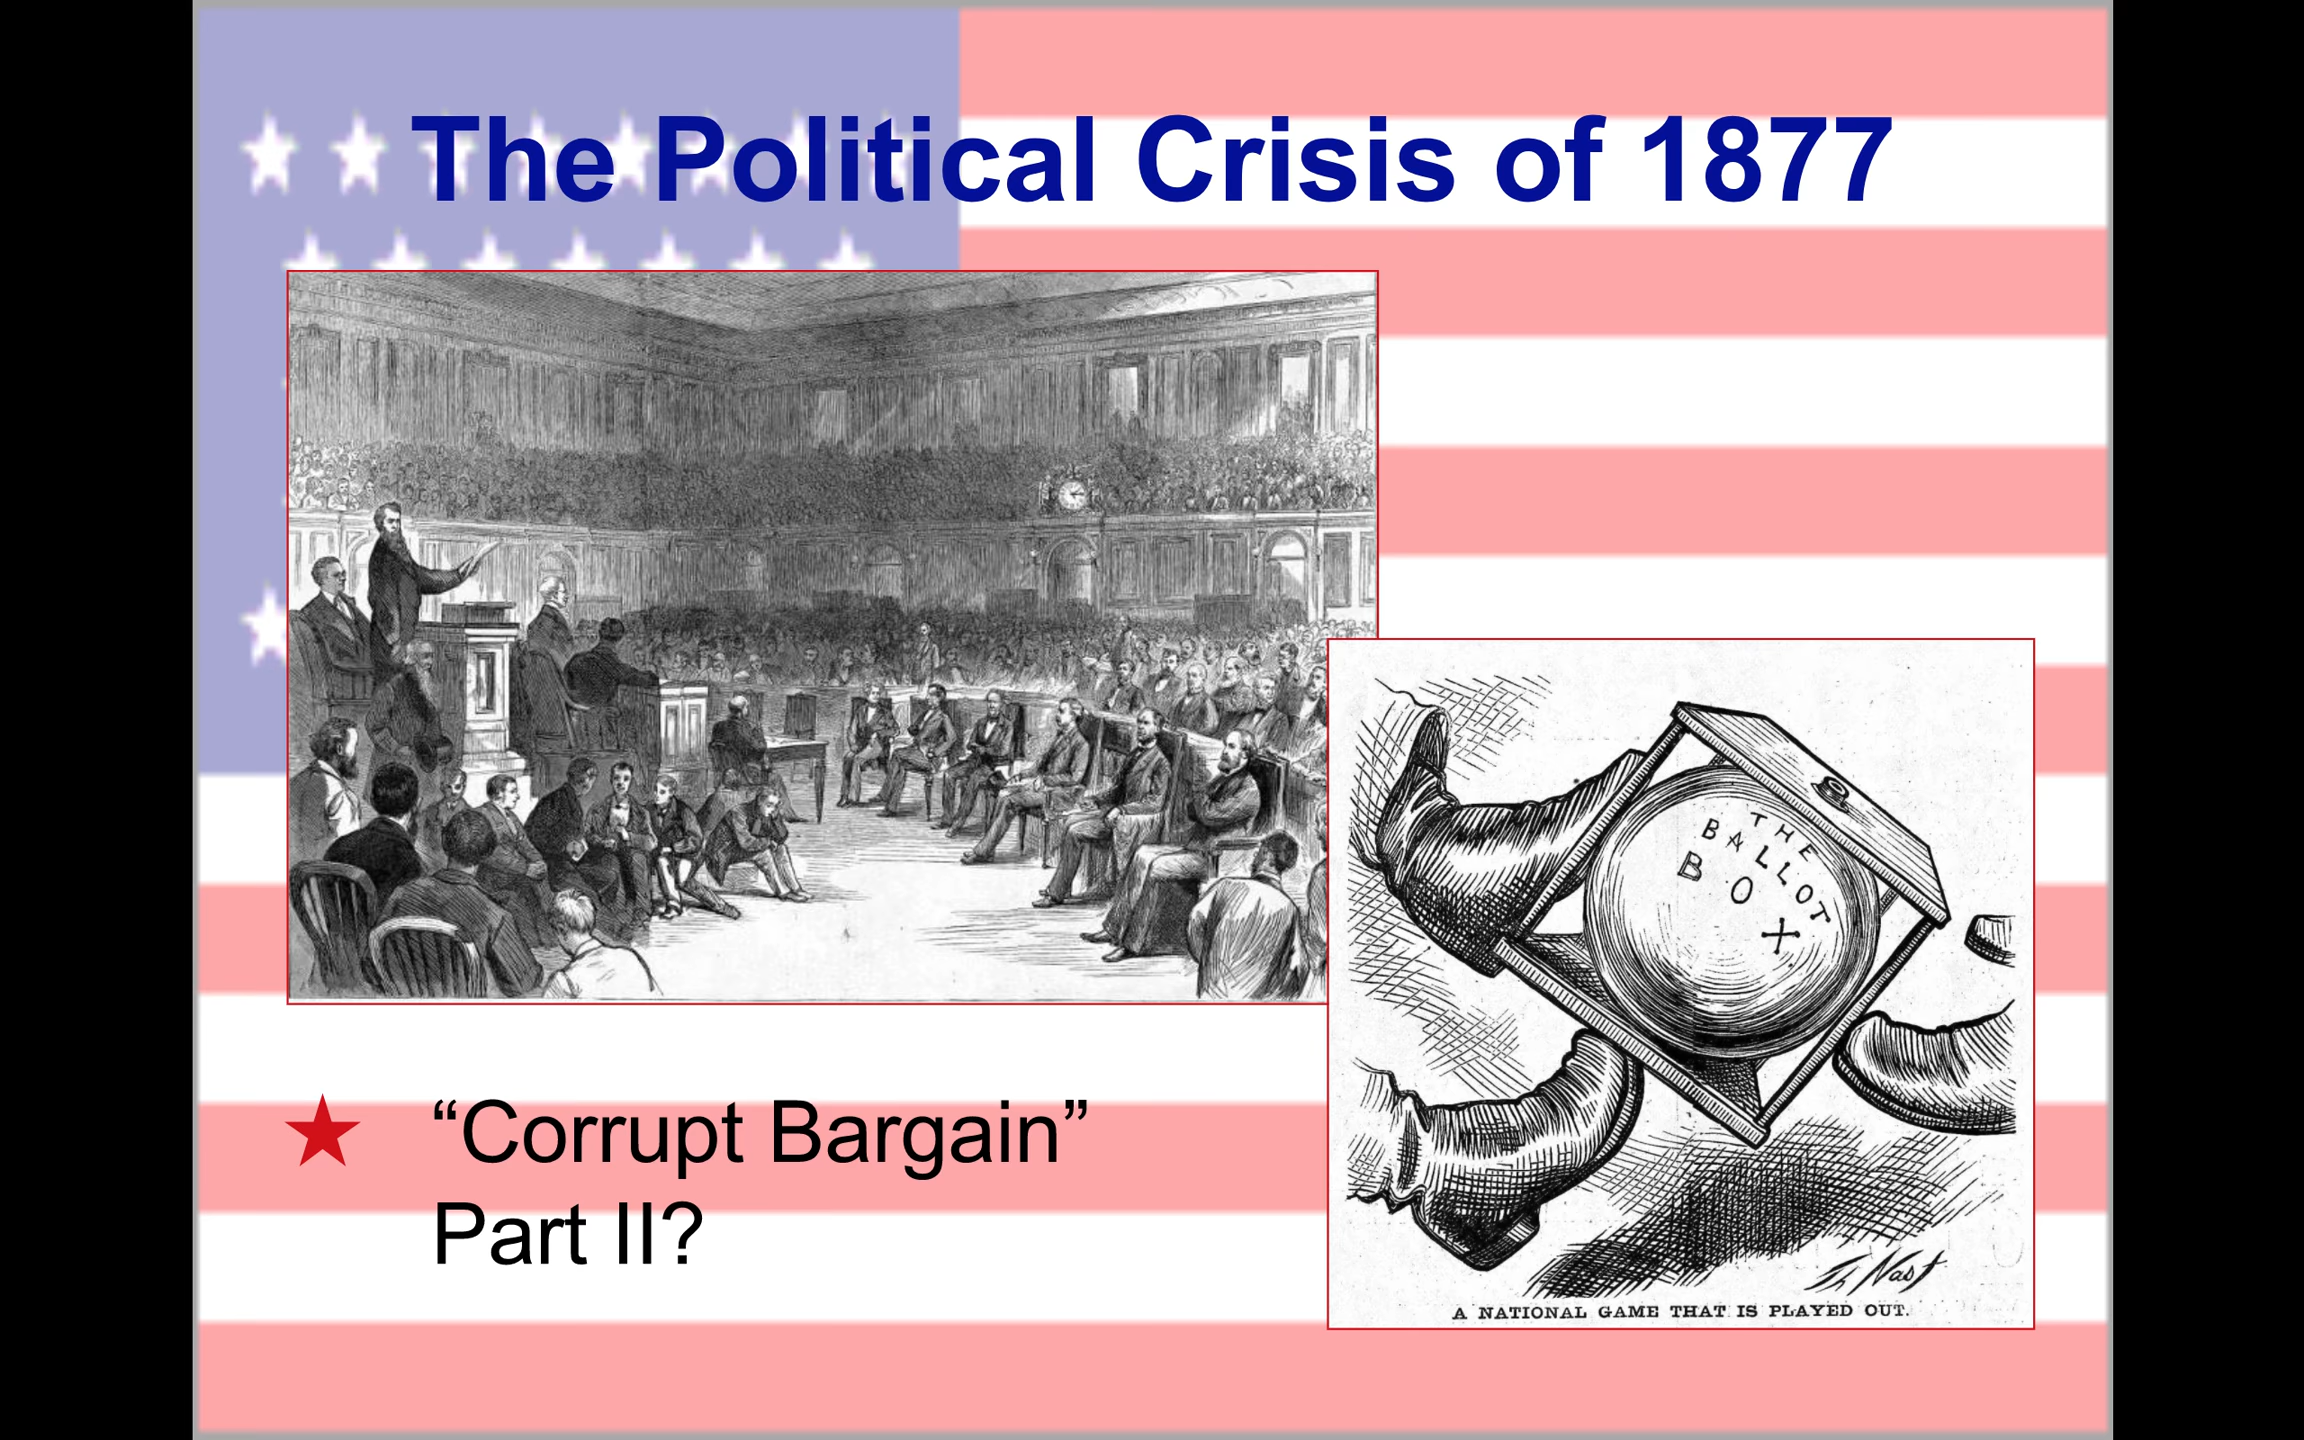 The Political Crisis of 1877
THE
BALLOT
BOX
Th Nast
A NATIONAL GAME THAT IS PLAYED OUT.
“Corrupt Bargain”
Part II?